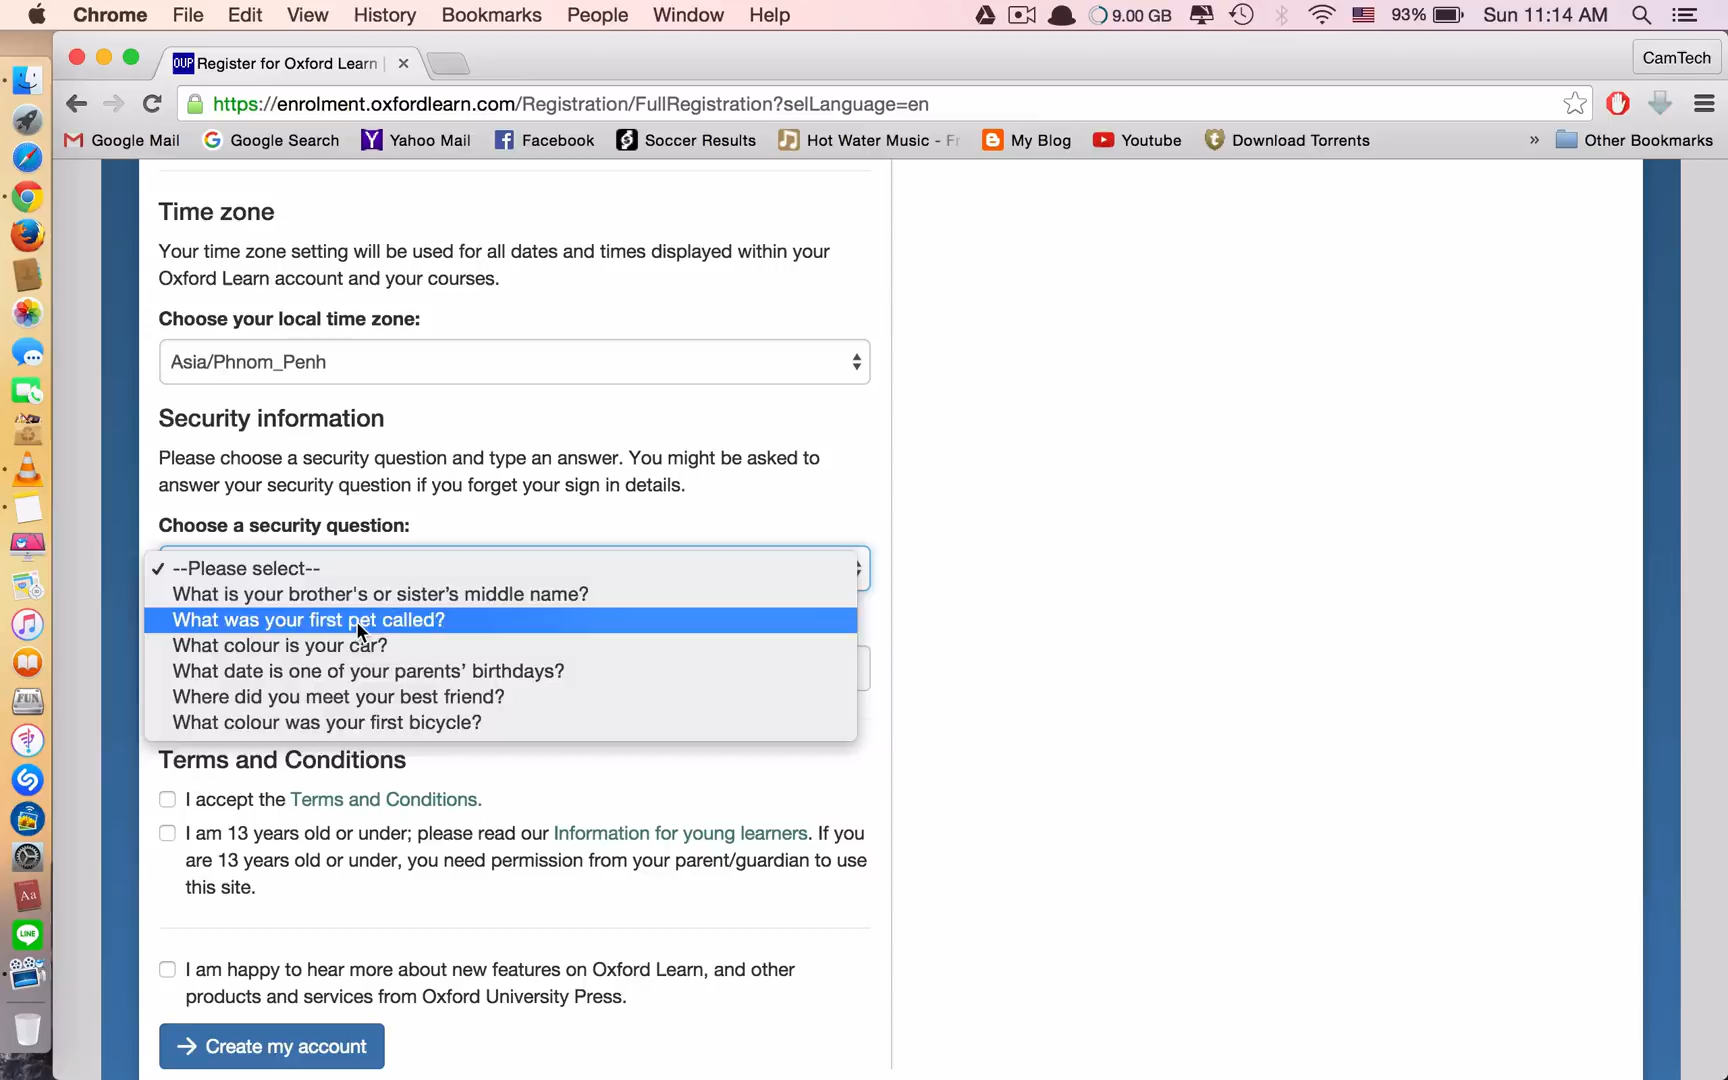 Chrome File Edit View History Bookmarks People Window Help 9.00 GB 93% Sun 11:14 AM
OUP Register for Oxford Learn CamTech
https://enrolment.oxfordlearn.com/Registration/FullRegistration?selLanguage=en
Google Mail Google Search Yahoo Mail Facebook Soccer Results Hot Water Music - Fr My Blog Youtube Download Torrents » Other Bookmarks
Time zone
Your time zone setting will be used for all dates and times displayed within your
Oxford Learn account and your courses.
Choose your local time zone:
Asia/Phnom_Penh
Security information
Please choose a security question and type an answer. You might be asked to
answer your security question if you forget your sign in details.
Choose a security question:
✓ --Please select--
What is your brother's or sister’s middle name?
What was your first pet called?
What colour is your car?
What date is one of your parents’ birthdays?
Where did you meet your best friend?
What colour was your first bicycle?
Terms and Conditions
I accept the Terms and Conditions.
I am 13 years old or under; please read our Information for young learners. If you
are 13 years old or under, you need permission from your parent/guardian to use
this site.
I am happy to hear more about new features on Oxford Learn, and other
products and services from Oxford University Press.
→ Create my account
FUN
Aa
LINE